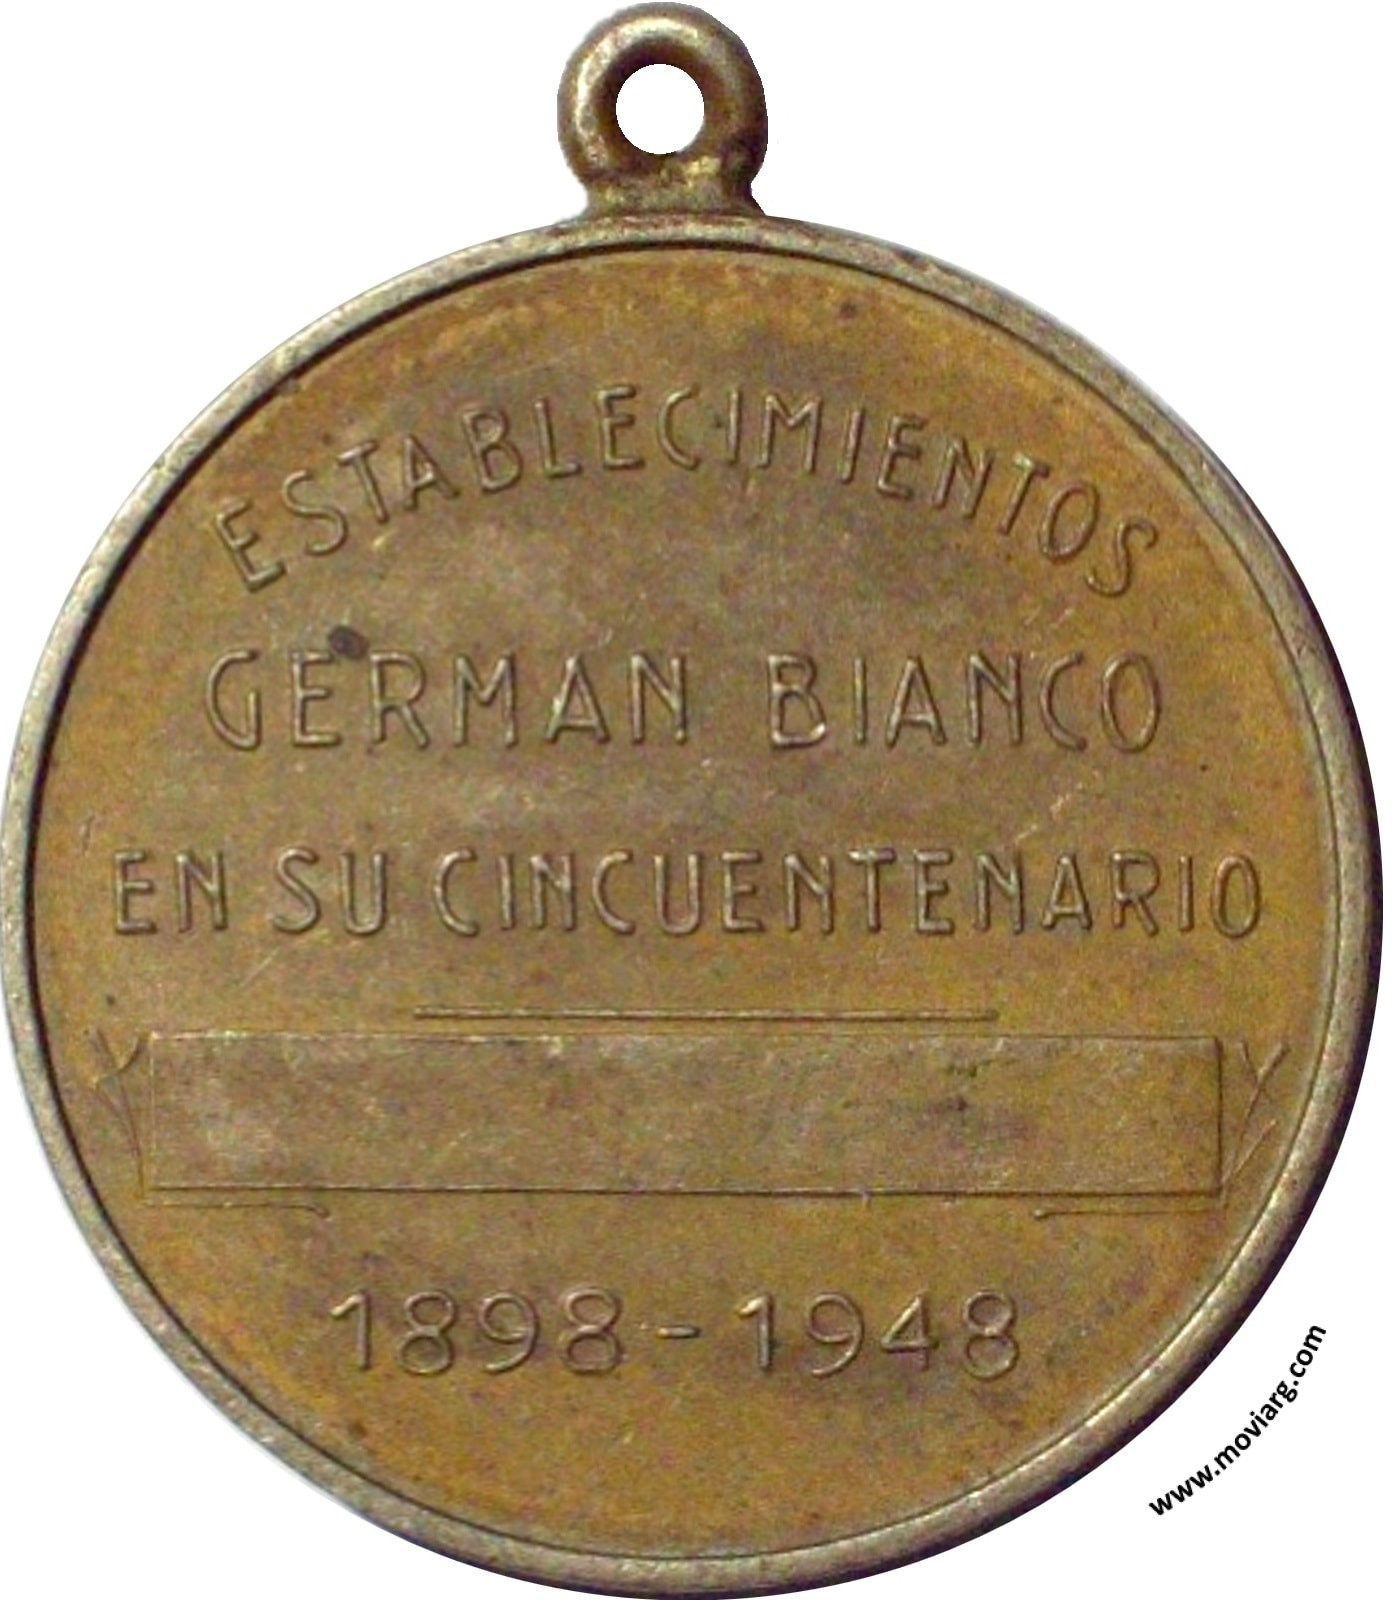 ESTABLECIMIENTOS
GERMAN BIANCO
EN SU CINCUENTENARIO
1898-1948
www.moviarg.com